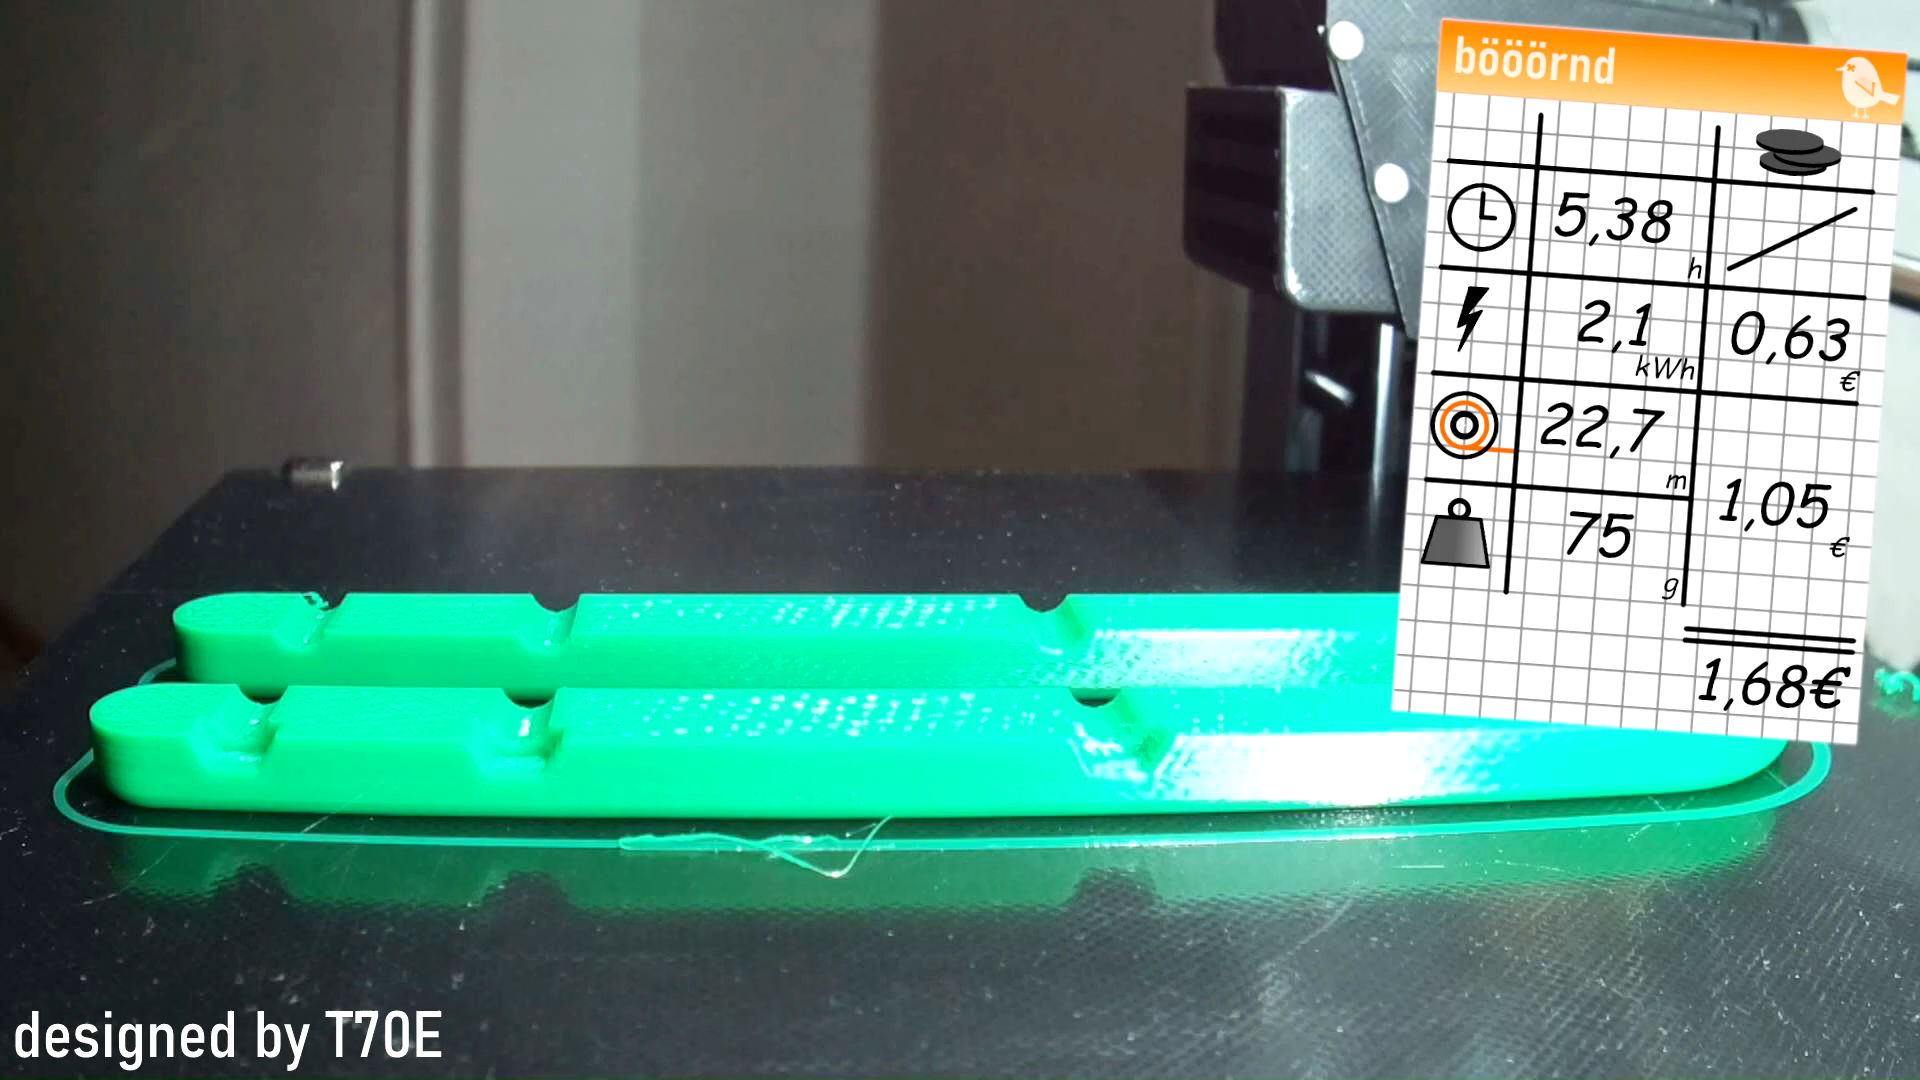 bööörnd
5,38 h
2,1 kWh 0,63 €
22,7 m
1,05 €
75 g
1,68€
designed by T70E